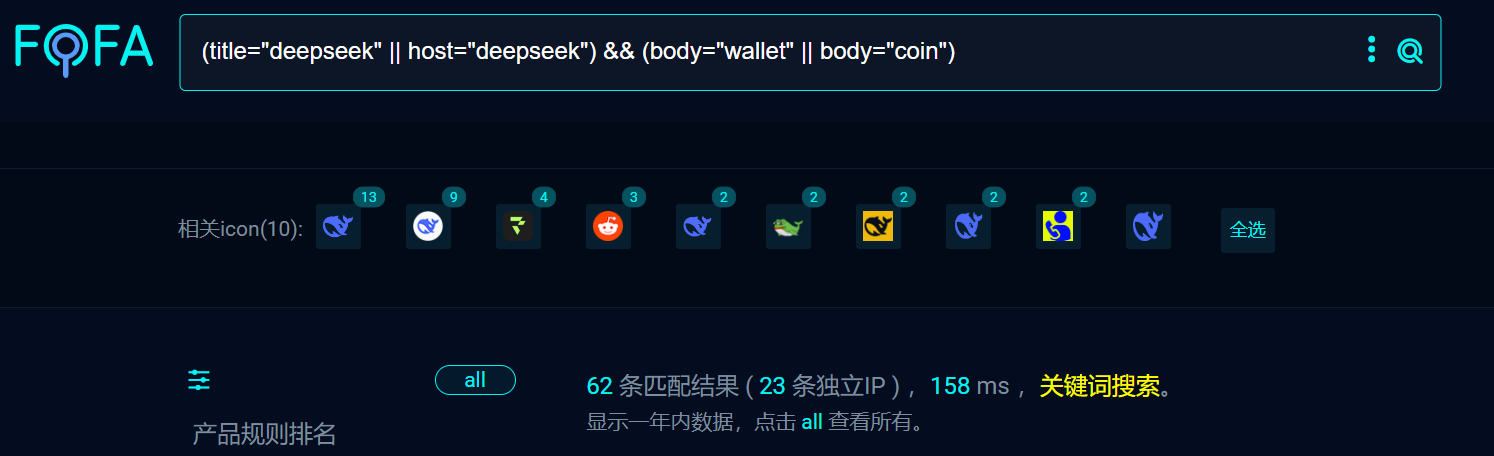 FOFA
(title="deepseek" || host="deepseek") && (body="wallet" || body="coin")
相关icon(10):
13
9
4
3
2
2
2
2
2
全选
all
62 条匹配结果 ( 23 条独立IP ) ，158 ms ，关键词搜索。
显示一年内数据，点击 all 查看所有。
产品规则排名